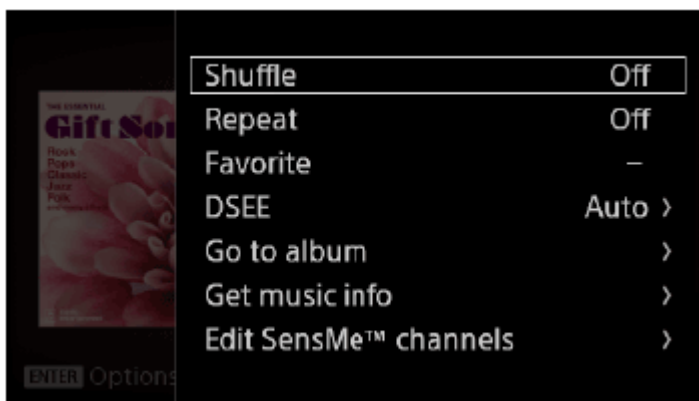 Shuffle Off
Repeat Off
Favorite –
DSEE Auto >
Go to album >
Get music info >
Edit SensMe™ channels >
THE ESSENTIAL
Gift Son
Rock
Pops
Classic
Jazz
Folk
ENTER Options